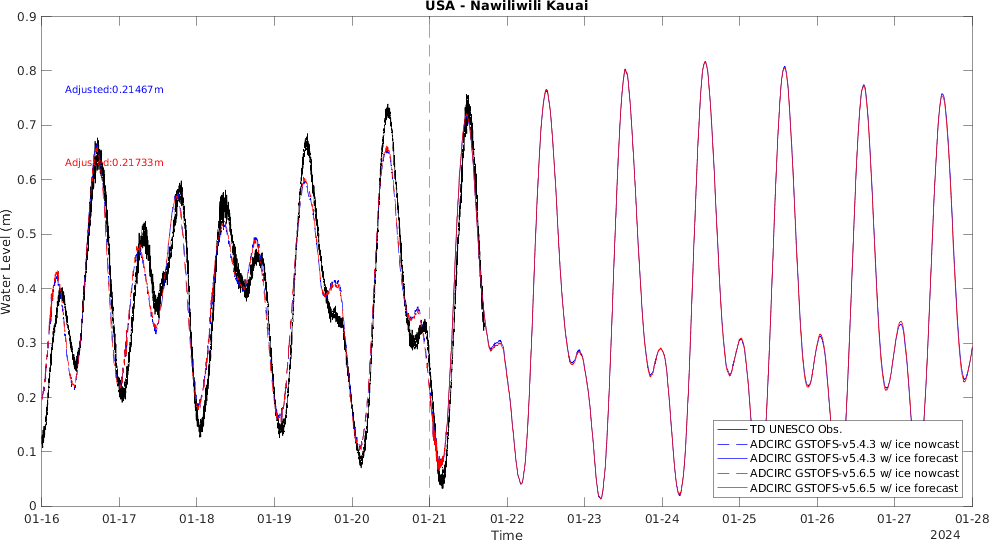 USA - Nawiliwili Kauai
0.9
0.8
0.7
0.6
0.5
0.4
0.3
0.2
0.1
0
Water Level (m)
Adjusted:0.21467m
Adjusted:0.21733m
TD UNESCO Obs.
ADCIRC GSTOFS-v5.4.3 w/ ice nowcast
ADCIRC GSTOFS-v5.4.3 w/ ice forecast
ADCIRC GSTOFS-v5.6.5 w/ ice nowcast
ADCIRC GSTOFS-v5.6.5 w/ ice forecast
01-16 01-17 01-18 01-19 01-20 01-21 01-22 01-23 01-24 01-25 01-26 01-27 01-28
Time
2024